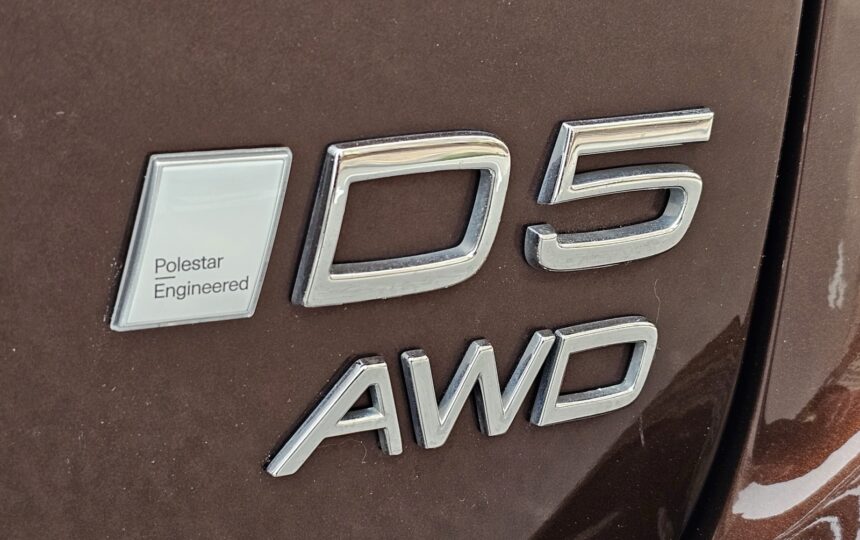 Polestar
Engineered
D5
AWD